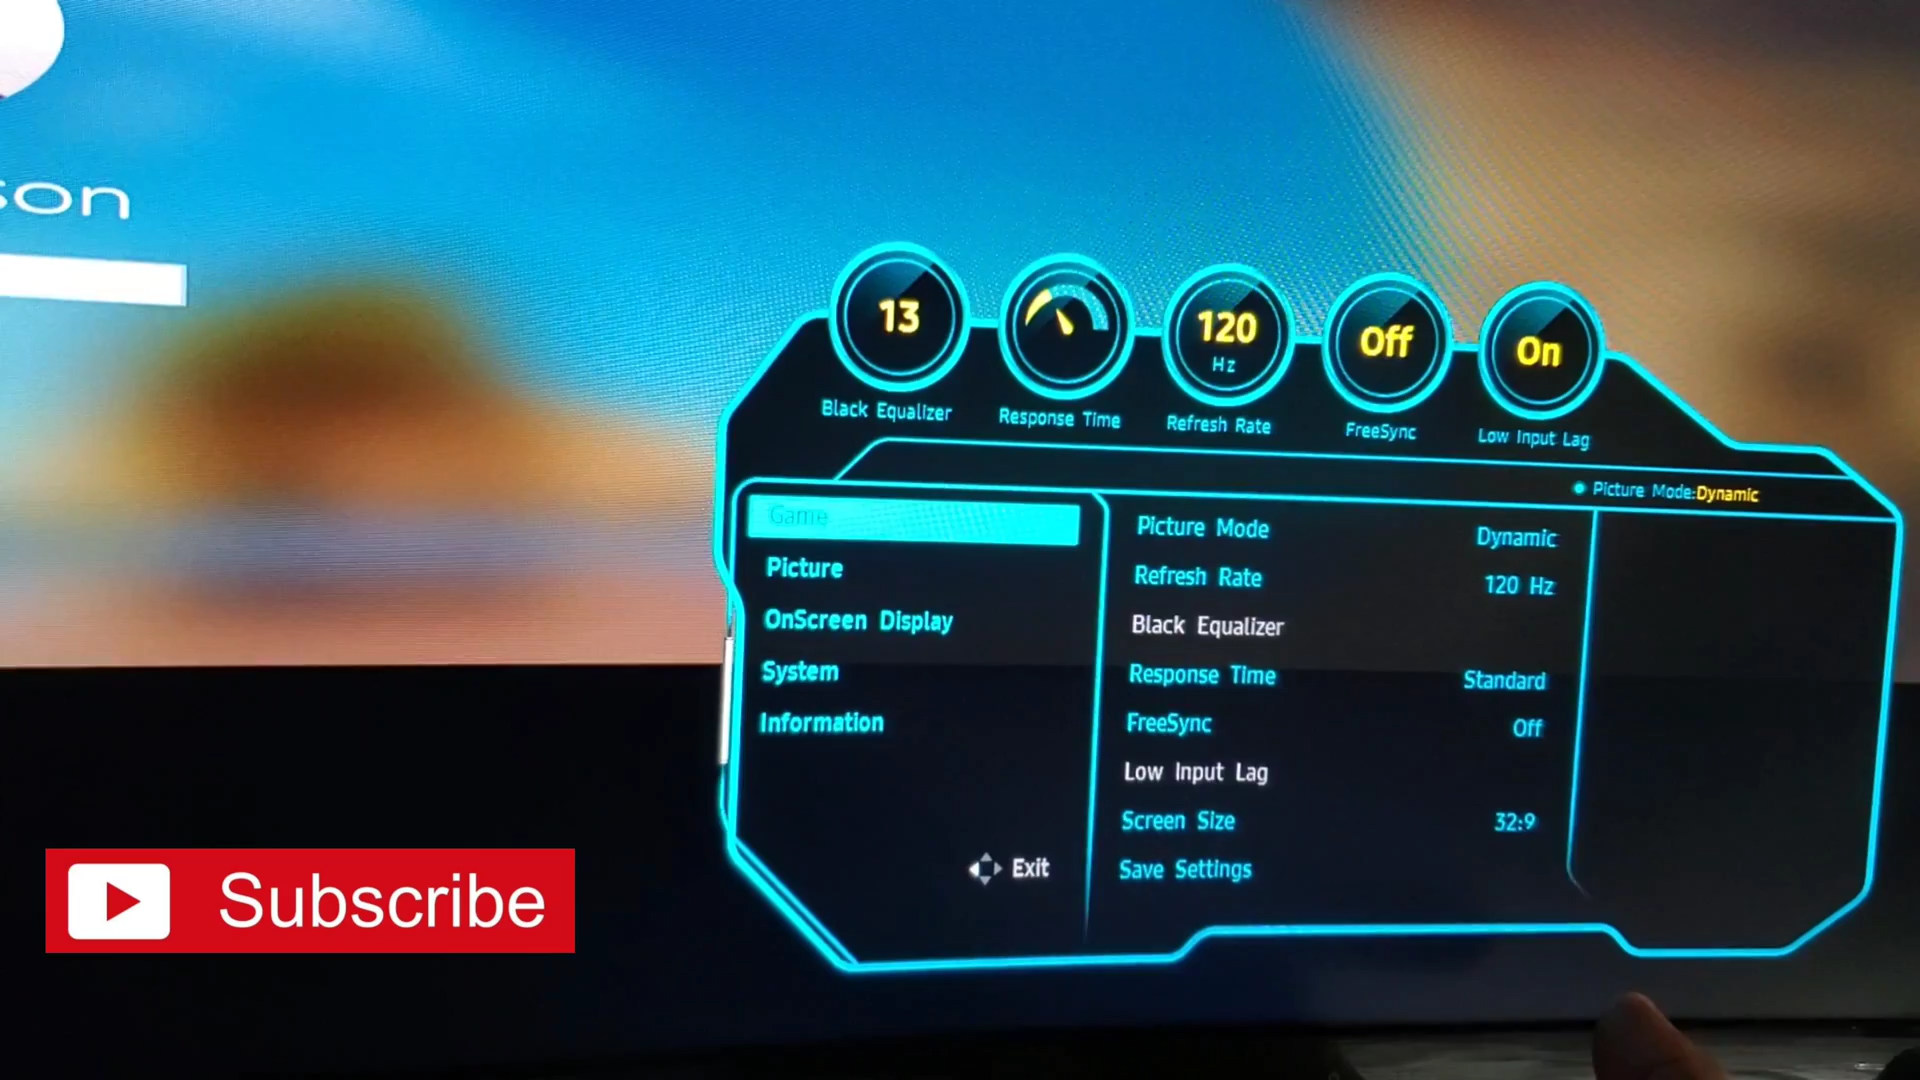 son
13
120
Hz
Off
On
Black Equalizer
Response Time
Refresh Rate
FreeSync
Low Input Lag
Picture Mode:Dynamic
Game
Picture
OnScreen Display
System
Information
Exit
Picture Mode Dynamic
Refresh Rate 120 Hz
Black Equalizer
Response Time Standard
FreeSync Off
Low Input Lag
Screen Size 32:9
Save Settings
Subscribe